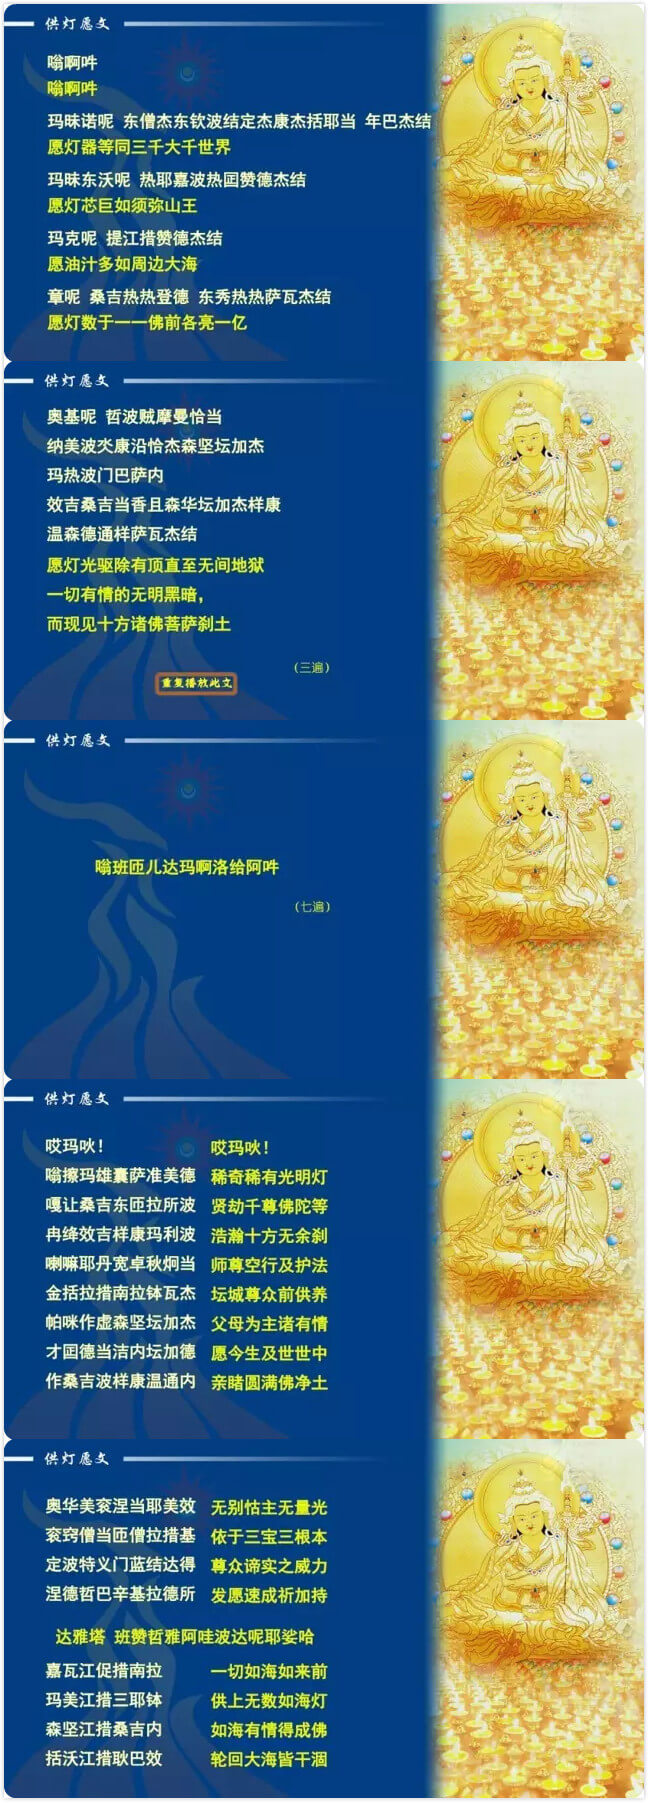 供灯愿文
嗡啊吽
嗡啊吽
玛昧诺呢 东僧杰东钦波结定杰康杰括耶当 年巴杰结
愿灯器等同三千大千世界
玛昧东沃呢 热耶嘉波热囸赞德杰结
愿灯芯巨如须弥山王
玛克呢 提江措赞德杰结
愿油汁多如周边大海
章呢 桑吉热热登德 东秀热热萨瓦杰结
愿灯数于一一佛前各亮一亿
供灯愿文
奥基呢 哲波贼摩曼恰当
纳美波炃康沿恰杰森坚坛加杰
玛热波门巴萨内
效吉桑吉当香且森华坛加杰样康
温森德通样萨瓦杰结
愿灯光驱除有顶直至无间地狱
一切有情的无明黑暗，
而现见十方诸佛菩萨刹土
（三遍）
重复播放此文
供灯愿文
嗡班匝儿达玛啊洛给阿吽
（七遍）
供灯愿文
哎玛吙！ 哎玛吙！
嗡擦玛雄囊萨准美德 稀奇稀有光明灯
嘎让桑吉东匝拉所波 贤劫千尊佛陀等
冉绛效吉样康玛利波 浩瀚十方无余刹
喇嘛耶丹宽卓秋炯当 师尊空行及护法
金括拉措南拉钵瓦杰 坛城尊众前供养
帕咪作虚森坚坛加杰 父母为主诸有情
才囸德当洁内坛加德 愿今生及世世中
作桑吉波样康温通内 亲睹圆满佛净土
供灯愿文
奥华美衮涅当耶美效 无别怙主无量光
衮窍僧当匝僧拉措基 依于三宝三根本
定波特义门蓝结达得 尊众谛实之威力
涅德哲巴辛基拉德所 发愿速成祈加持
达雅塔 班赞哲雅阿哇波达呢耶娑哈
嘉瓦江促措南拉 一切如海如来前
玛美江措三耶钵 供上无数如海灯
森坚江措桑吉内 如海有情得成佛
括沃江措耿巴效 轮回大海皆干涸